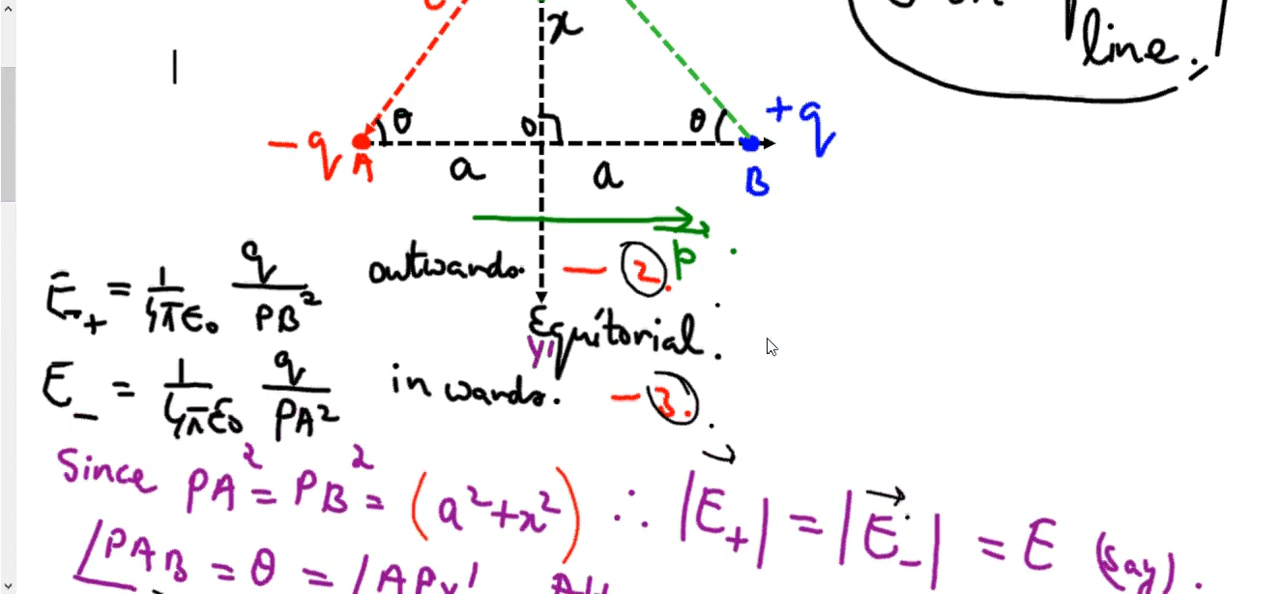 x
line.
θ O θ +q
-q A a a B
p
E₊ = 1/4πε₀ q/PB² outwards. - 2.
Equitorial.
Y'
E₋ = 1/4πε₀ q/PA² inwards. - 3.
Since PA² = PB² = (a²+x²) ∴ |E₊| = |E₋| = E (say).
∠PAB = θ = ∠APY'